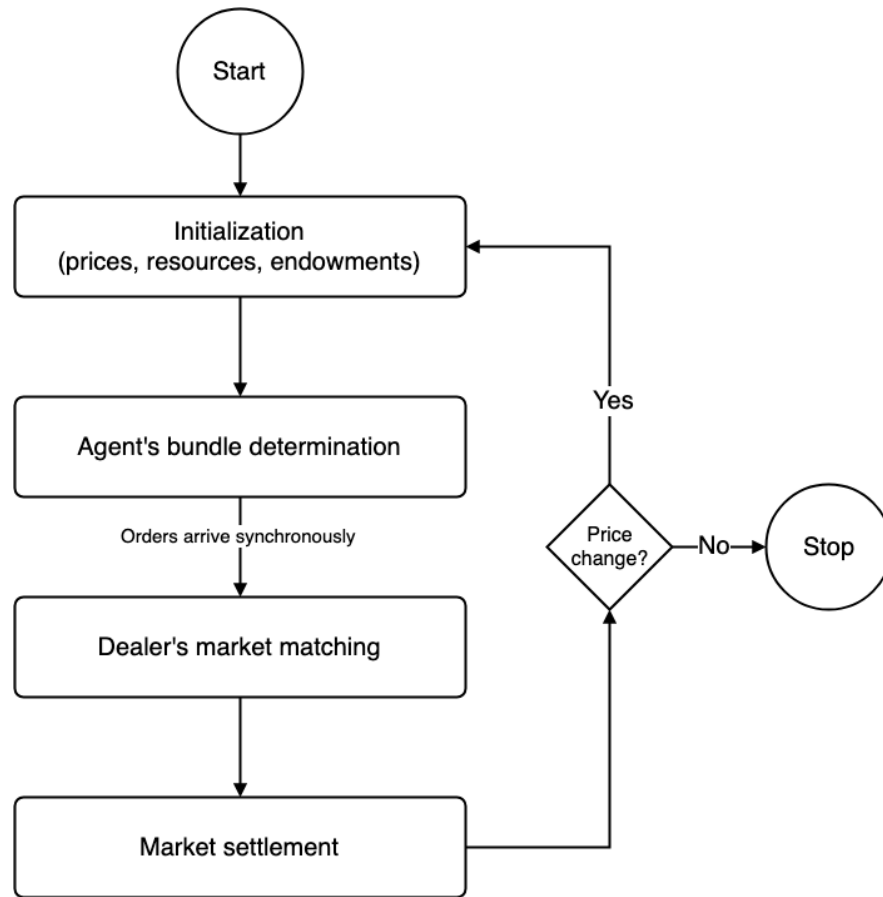 Start
Initialization
(prices, resources, endowments)
Agent's bundle determination
Orders arrive synchronously
Dealer's market matching
Market settlement
Yes
Price
change?
No
Stop